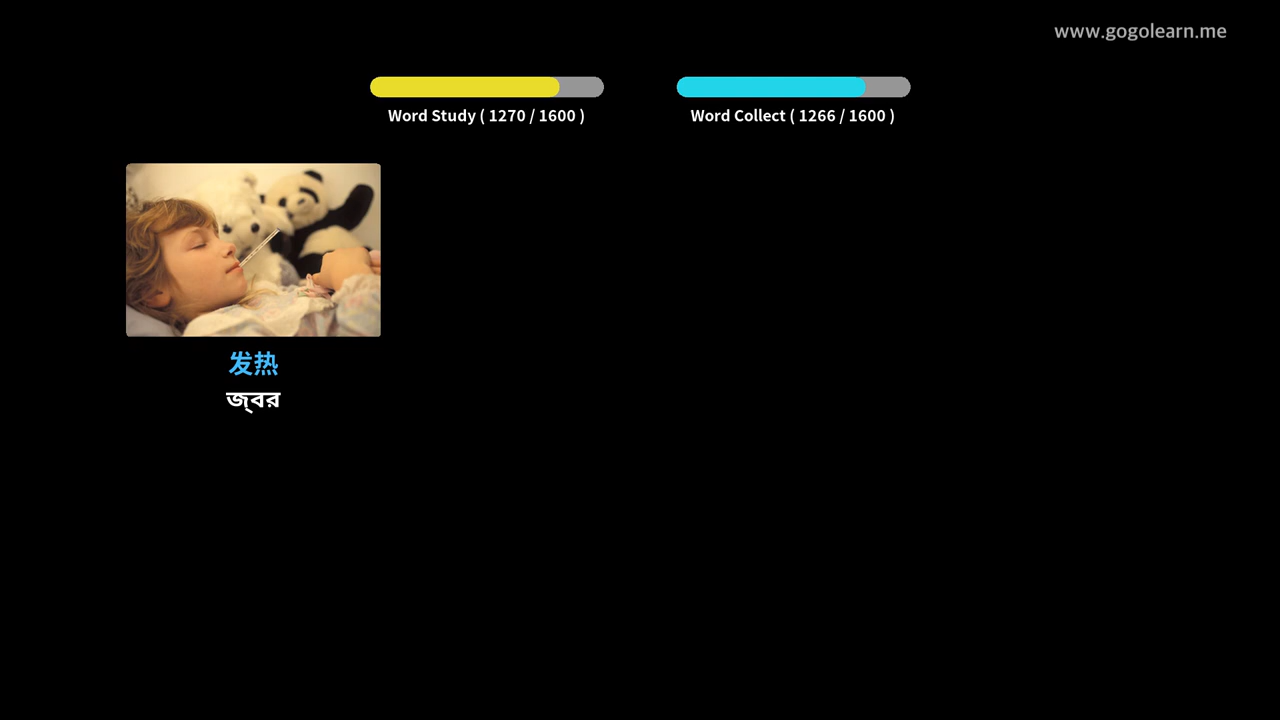 www.gogolearn.me
Word Study ( 1270 / 1600 )
Word Collect ( 1266 / 1600 )
发热
জ্বর